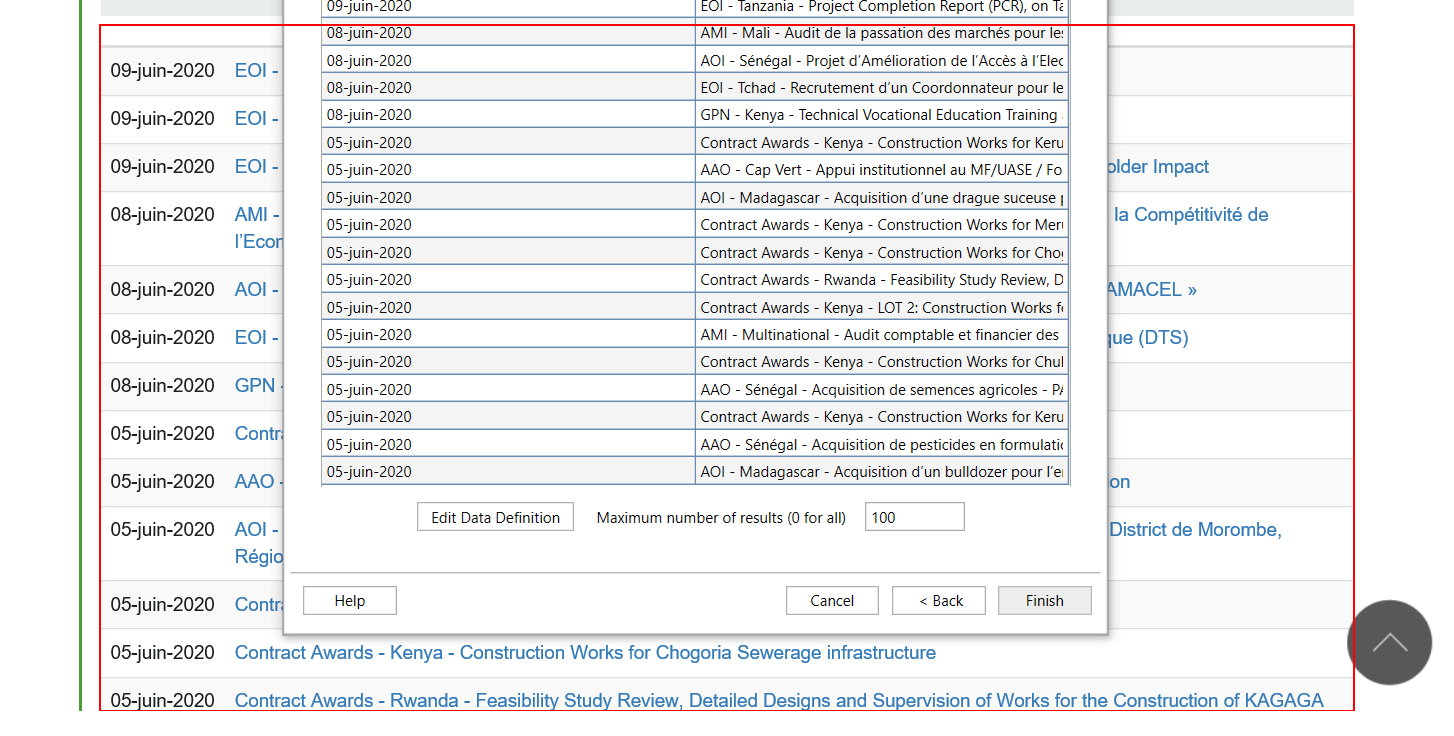 09-juin-2020 EOI - Tanzania - Project Completion Report (PCR), on Ta
08-juin-2020 AMI - Mali - Audit de la passation des marchés pour les
08-juin-2020 AOI - Sénégal - Projet d’Amélioration de l’Accès à l’Elec
08-juin-2020 EOI - Tchad - Recrutement d’un Coordonnateur pour le
08-juin-2020 GPN - Kenya - Technical Vocational Education Training
05-juin-2020 Contract Awards - Kenya - Construction Works for Keru
05-juin-2020 AAO - Cap Vert - Appui institutionnel au MF/UASE / Fo
05-juin-2020 AOI - Madagascar - Acquisition d’une drague suceuse p
05-juin-2020 Contract Awards - Kenya - Construction Works for Meru
05-juin-2020 Contract Awards - Kenya - Construction Works for Chog
05-juin-2020 Contract Awards - Rwanda - Feasibility Study Review, D
05-juin-2020 Contract Awards - Kenya - LOT 2: Construction Works fo
05-juin-2020 AMI - Multinational - Audit comptable et financier des
05-juin-2020 Contract Awards - Kenya - Construction Works for Chuk
05-juin-2020 AAO - Sénégal - Acquisition de semences agricoles - PA
05-juin-2020 Contract Awards - Kenya - Construction Works for Keru
05-juin-2020 AAO - Sénégal - Acquisition de pesticides en formulatio
05-juin-2020 AOI - Madagascar - Acquisition d’un bulldozer pour l’en
Edit Data Definition Maximum number of results (0 for all) 100
Help Cancel < Back Finish
09-juin-2020 EOI -
09-juin-2020 EOI -
09-juin-2020 EOI - older Impact
08-juin-2020 AMI - la Compétitivité de
l’Econ
08-juin-2020 AOI - AMACEL »
08-juin-2020 EOI - que (DTS)
08-juin-2020 GPN -
05-juin-2020 Contra
05-juin-2020 AAO - on
05-juin-2020 AOI - District de Morombe,
Régio
05-juin-2020 Contra
05-juin-2020 Contract Awards - Kenya - Construction Works for Chogoria Sewerage infrastructure
05-juin-2020 Contract Awards - Rwanda - Feasibility Study Review, Detailed Designs and Supervision of Works for the Construction of KAGAGA